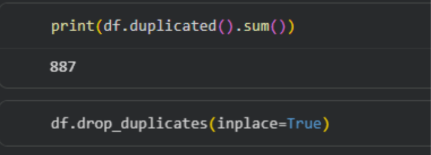 print(df.duplicated().sum())
887
df.drop_duplicates(inplace=True)